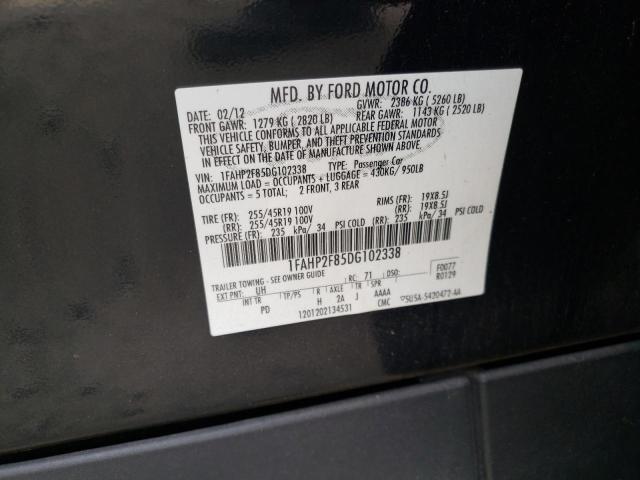 MFD. BY FORD MOTOR CO.
DATE: 02/12 GVWR: 2386 KG ( 5260 LB)
FRONT GAWR: 1279 KG ( 2820 LB) REAR GAWR: 1143 KG ( 2520 LB)
THIS VEHICLE CONFORMS TO ALL APPLICABLE FEDERAL MOTOR
VEHICLE SAFETY, BUMPER, AND THEFT PREVENTION STANDARDS
IN EFFECT ON THE DATE OF MANUFACTURE SHOWN ABOVE.
VIN: 1FAHP2F85DG102338 TYPE: Passenger Car
MAXIMUM LOAD = OCCUPANTS + LUGGAGE = 430KG/ 950LB
OCCUPANTS = 5 TOTAL; 2 FRONT, 3 REAR
TIRE (FR): 255/45R19 100V RIMS (FR): 19X8.5J
(RR): 255/45R19 100V (RR): 19X8.5J
PRESSURE (FR): 235 kPa/ 34 PSI COLD (RR): 235 kPa/ 34 PSI COLD
1FAHP2F85DG102338
TRAILER TOWING - SEE OWNER GUIDE
EXT PNT: UH RC: 71 DSO: F0077
R0129
INT TR TP/PS R AXLE TR SPR
PD H 2A J AAAA
1201202134531 CMC 5U5A-5420472-AA